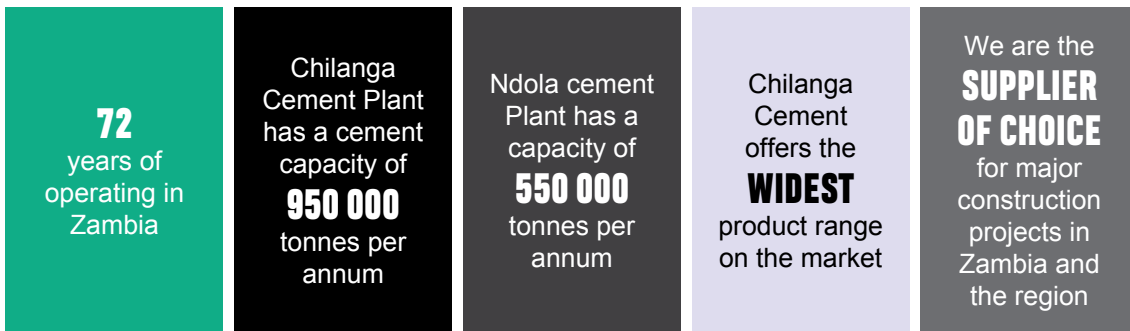 72
years of
operating in
Zambia
Chilanga
Cement Plant
has a cement
capacity of
950 000
tonnes per
annum
Ndola cement
Plant has a
capacity of
550 000
tonnes per
annum
Chilanga
Cement
offers the
WIDEST
product range
on the market
We are the
SUPPLIER
OF CHOICE
for major
construction
projects in
Zambia and
the region